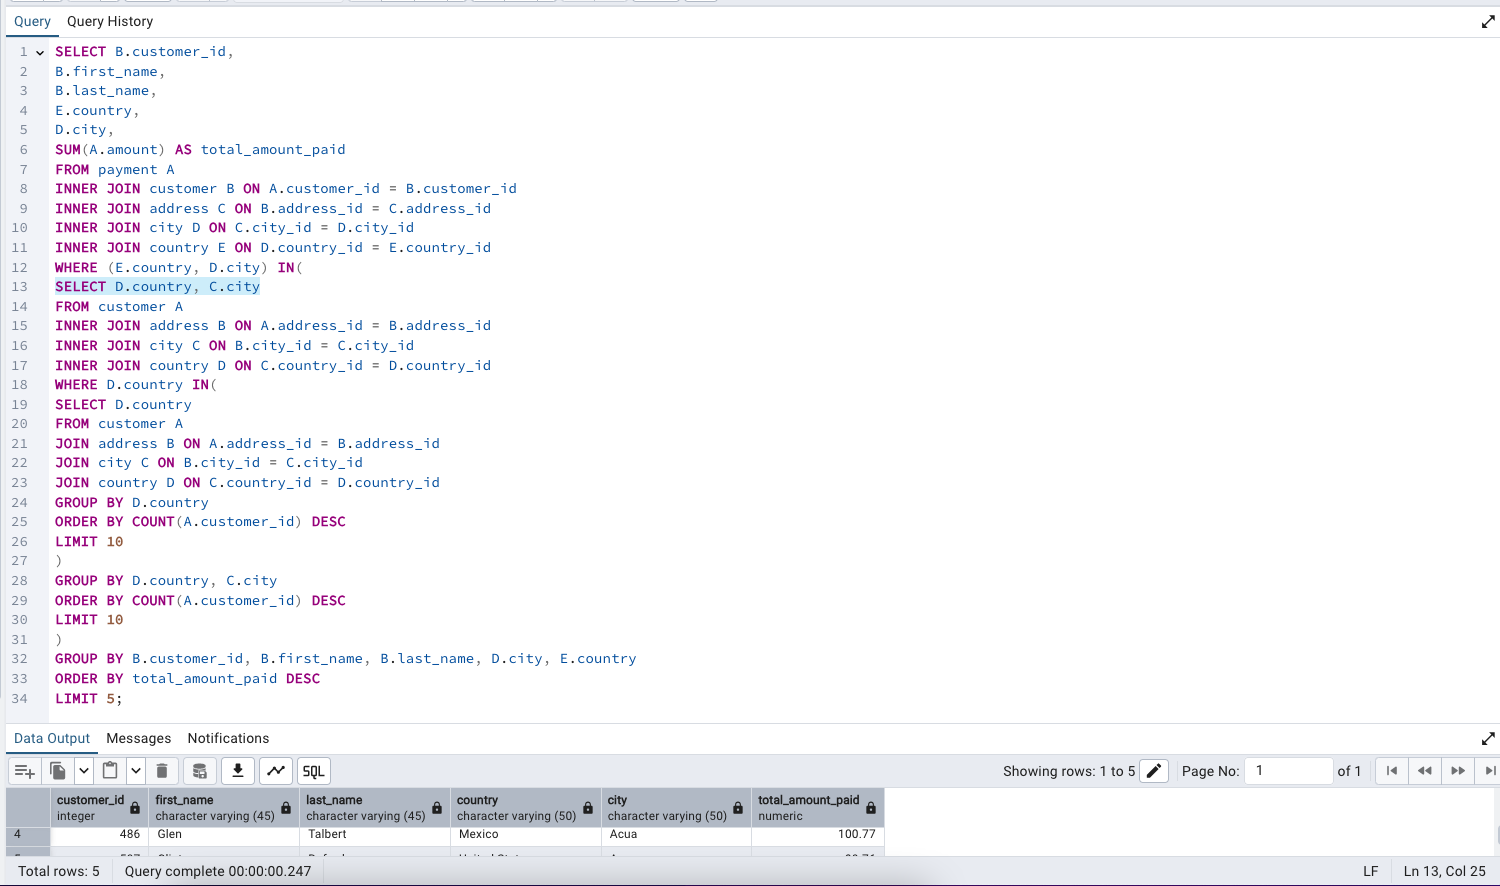 Query Query History
1 SELECT B.customer_id,
2 B.first_name,
3 B.last_name,
4 E.country,
5 D.city,
6 SUM(A.amount) AS total_amount_paid
7 FROM payment A
8 INNER JOIN customer B ON A.customer_id = B.customer_id
9 INNER JOIN address C ON B.address_id = C.address_id
10 INNER JOIN city D ON C.city_id = D.city_id
11 INNER JOIN country E ON D.country_id = E.country_id
12 WHERE (E.country, D.city) IN(
13 SELECT D.country, C.city
14 FROM customer A
15 INNER JOIN address B ON A.address_id = B.address_id
16 INNER JOIN city C ON B.city_id = C.city_id
17 INNER JOIN country D ON C.country_id = D.country_id
18 WHERE D.country IN(
19 SELECT D.country
20 FROM customer A
21 JOIN address B ON A.address_id = B.address_id
22 JOIN city C ON B.city_id = C.city_id
23 JOIN country D ON C.country_id = D.country_id
24 GROUP BY D.country
25 ORDER BY COUNT(A.customer_id) DESC
26 LIMIT 10
27 )
28 GROUP BY D.country, C.city
29 ORDER BY COUNT(A.customer_id) DESC
30 LIMIT 10
31 )
32 GROUP BY B.customer_id, B.first_name, B.last_name, D.city, E.country
33 ORDER BY total_amount_paid DESC
34 LIMIT 5;
Data Output Messages Notifications
SQL Showing rows: 1 to 5 Page No: 1 of 1
customer_id first_name last_name country city total_amount_paid
integer character varying (45) character varying (45) character varying (50) character varying (50) numeric
4 486 Glen Talbert Mexico Acua 100.77
Total rows: 5 Query complete 00:00:00.247 LF Ln 13, Col 25